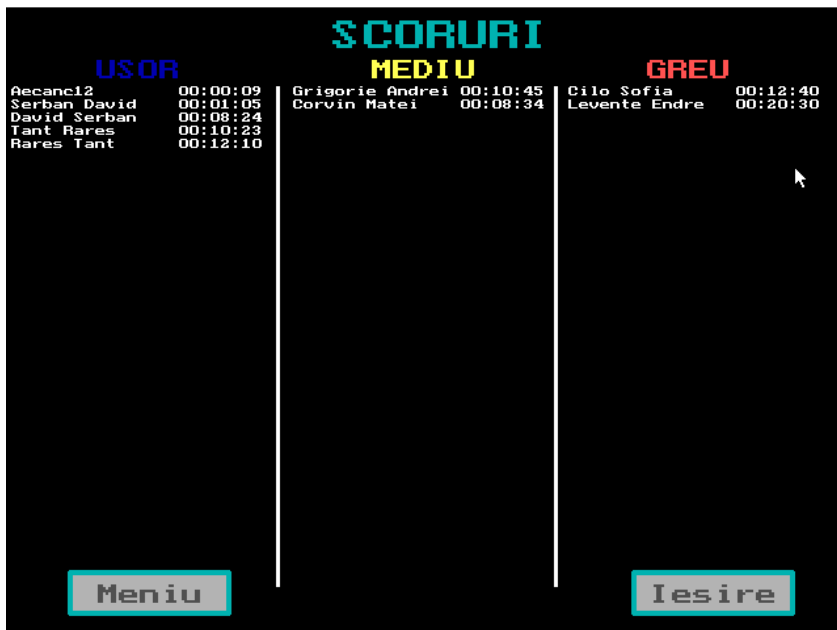 SCORURI
USOR
Aecanc12 00:00:09
Serban David 00:01:05
David Serban 00:08:24
Tant Rares 00:10:23
Rares Tant 00:12:10
MEDIU
Grigorie Andrei 00:10:45
Corvin Matei 00:08:34
GREU
Cilo Sofia 00:12:40
Levente Endre 00:20:30
Meniu
Iesire